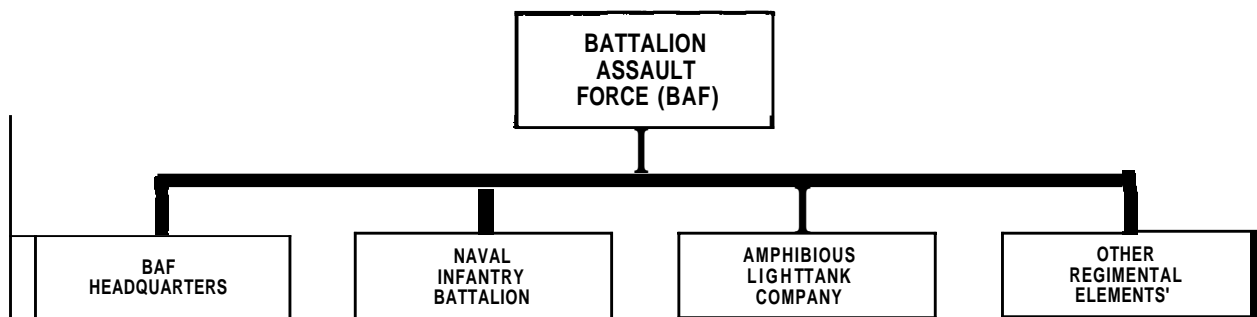 BATTALION
ASSAULT
FORCE (BAF)
BAF
HEADQUARTERS
NAVAL
INFANTRY
BATTALION
AMPHIBIOUS
LIGHTTANK
COMPANY
OTHER
REGIMENTAL
ELEMENTS'